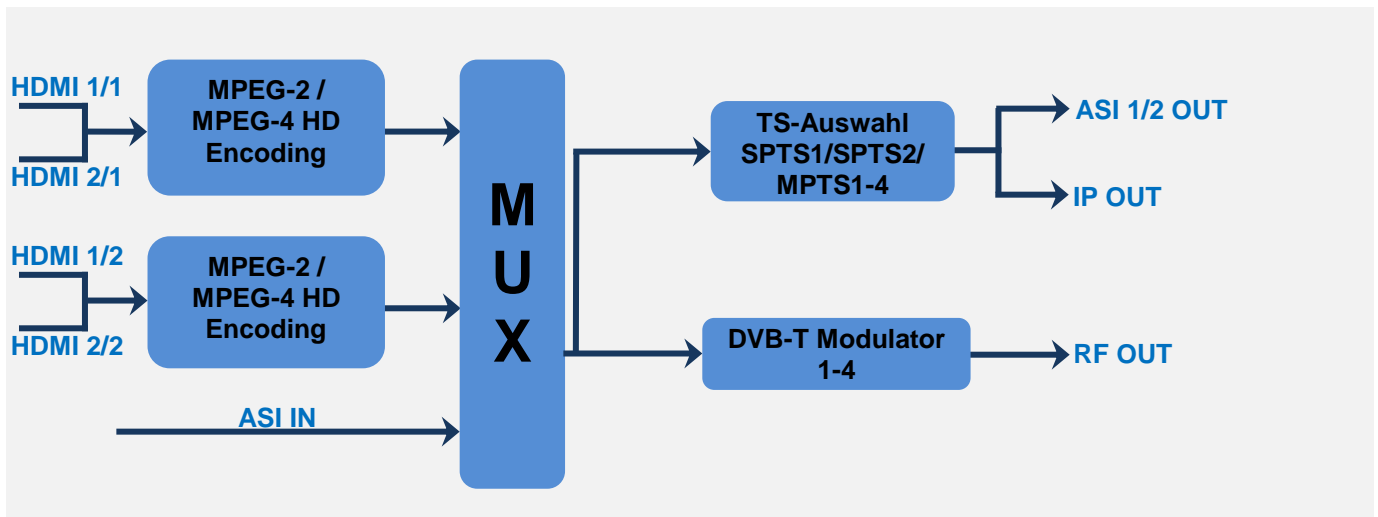 HDMI 1/1
HDMI 2/1
MPEG-2 /
MPEG-4 HD
Encoding
HDMI 1/2
HDMI 2/2
MPEG-2 /
MPEG-4 HD
Encoding
ASI IN
M
U
X
TS-Auswahl
SPTS1/SPTS2/
MPTS1-4
ASI 1/2 OUT
IP OUT
DVB-T Modulator
1-4
RF OUT